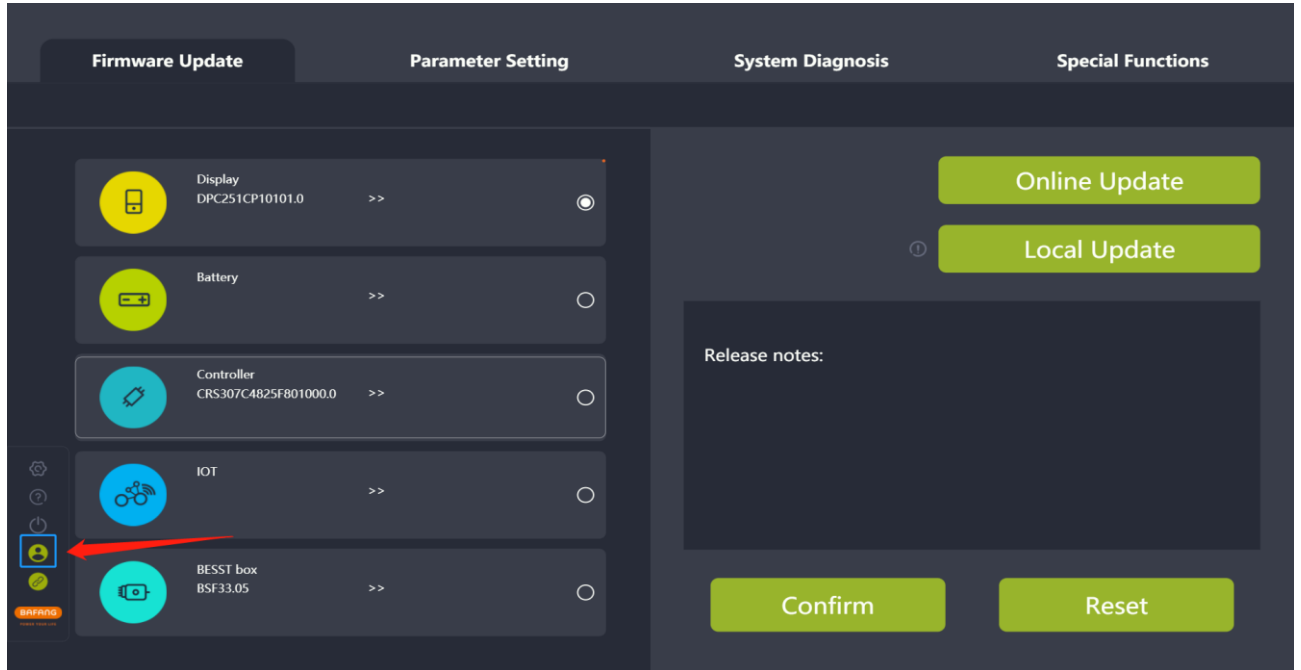 Firmware Update
Parameter Setting
System Diagnosis
Special Functions
Display
DPC251CP10101.0 >>
Battery
>>
Controller
CRS307C4825F801000.0 >>
IOT
>>
BESST box
BSF33.05 >>
Online Update
Local Update
Release notes:
Confirm
Reset
BAFANG